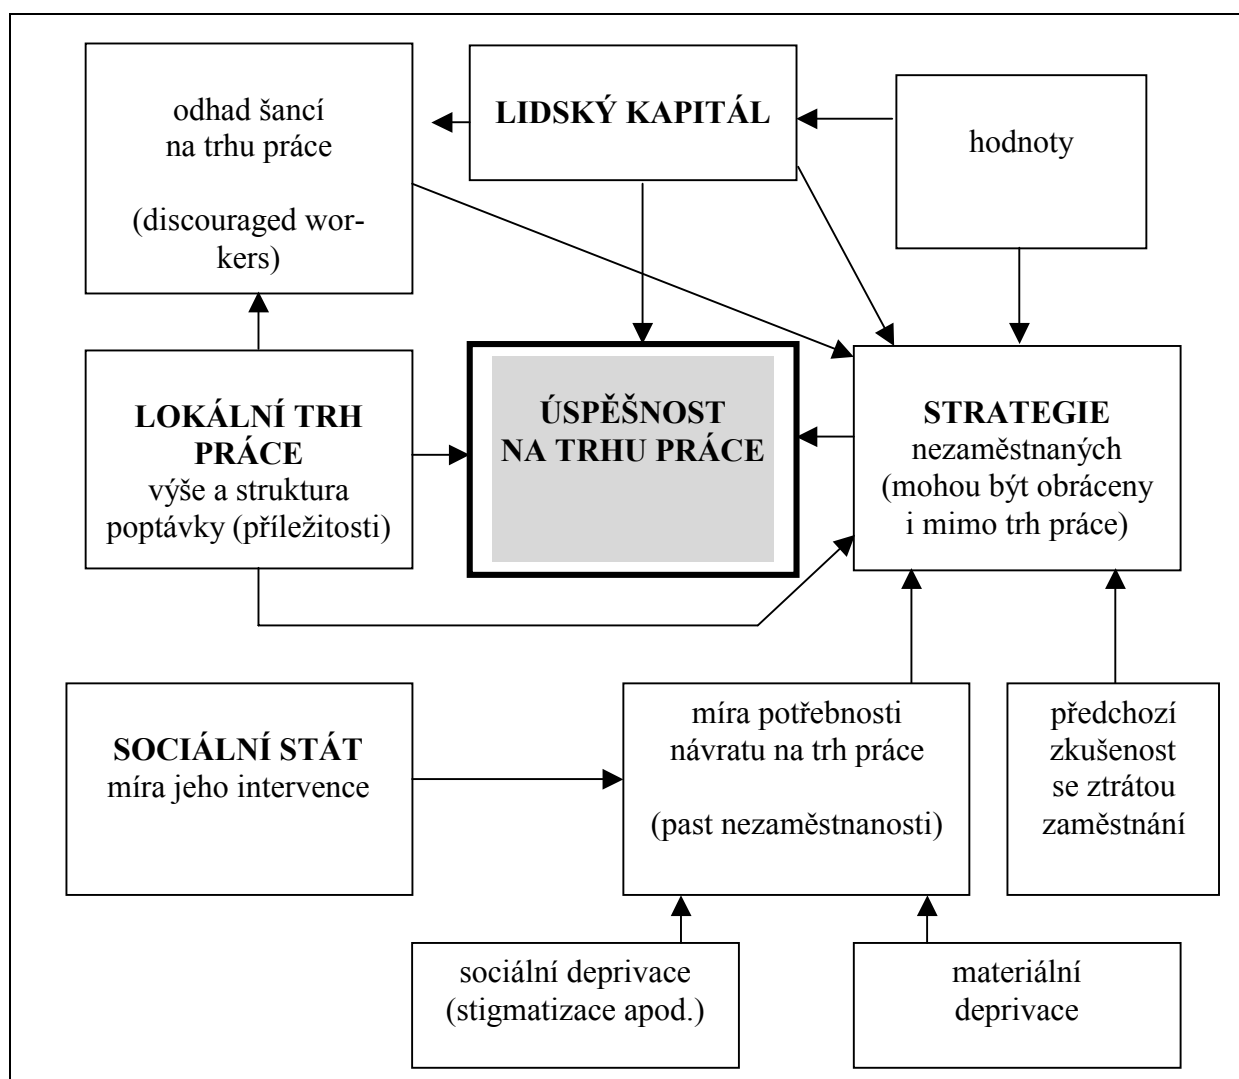 odhad šancí
na trhu práce
(discouraged wor-
kers)
LIDSKÝ KAPITÁL
hodnoty
LOKÁLNÍ TRH
PRÁCE
výše a struktura
poptávky (příležitosti)
ÚSPĚŠNOST
NA TRHU PRÁCE
STRATEGIE
nezaměstnaných
(mohou být obráceny
i mimo trh práce)
SOCIÁLNÍ STÁT
míra jeho intervence
míra potřebnosti
návratu na trh práce
(past nezaměstnanosti)
předchozí
zkušenost
se ztrátou
zaměstnání
sociální deprivace
(stigmatizace apod.)
materiální
deprivace